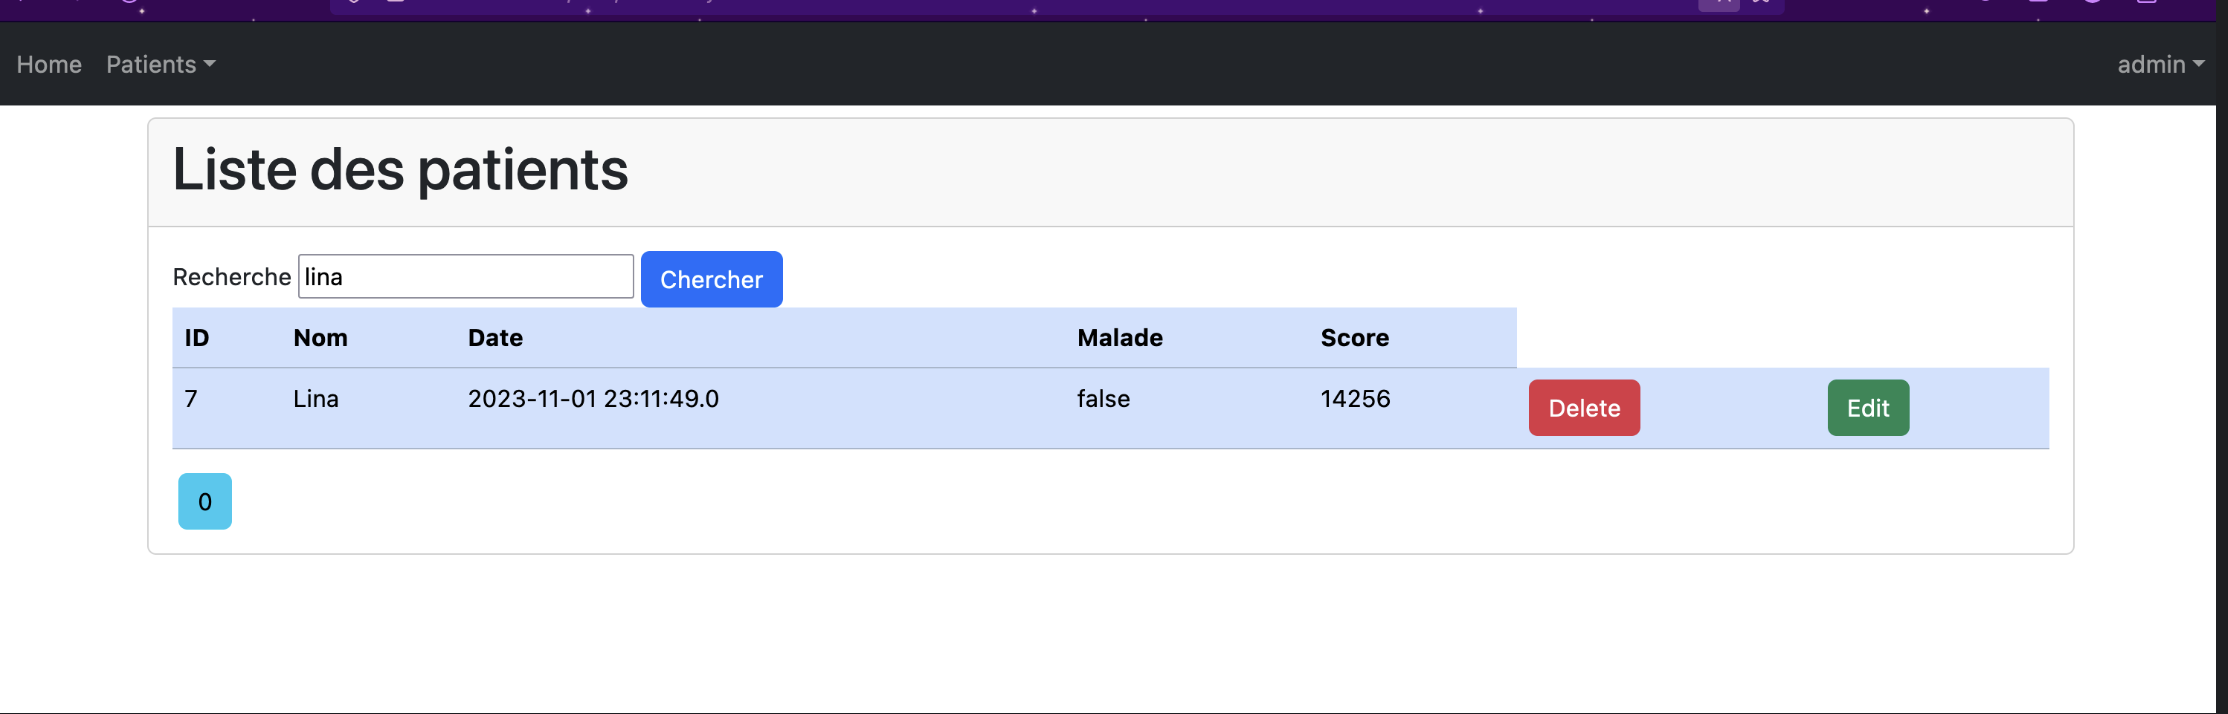 Home Patients admin
Liste des patients
Recherche lina Chercher
ID Nom Date Malade Score
7 Lina 2023-11-01 23:11:49.0 false 14256 Delete Edit
0